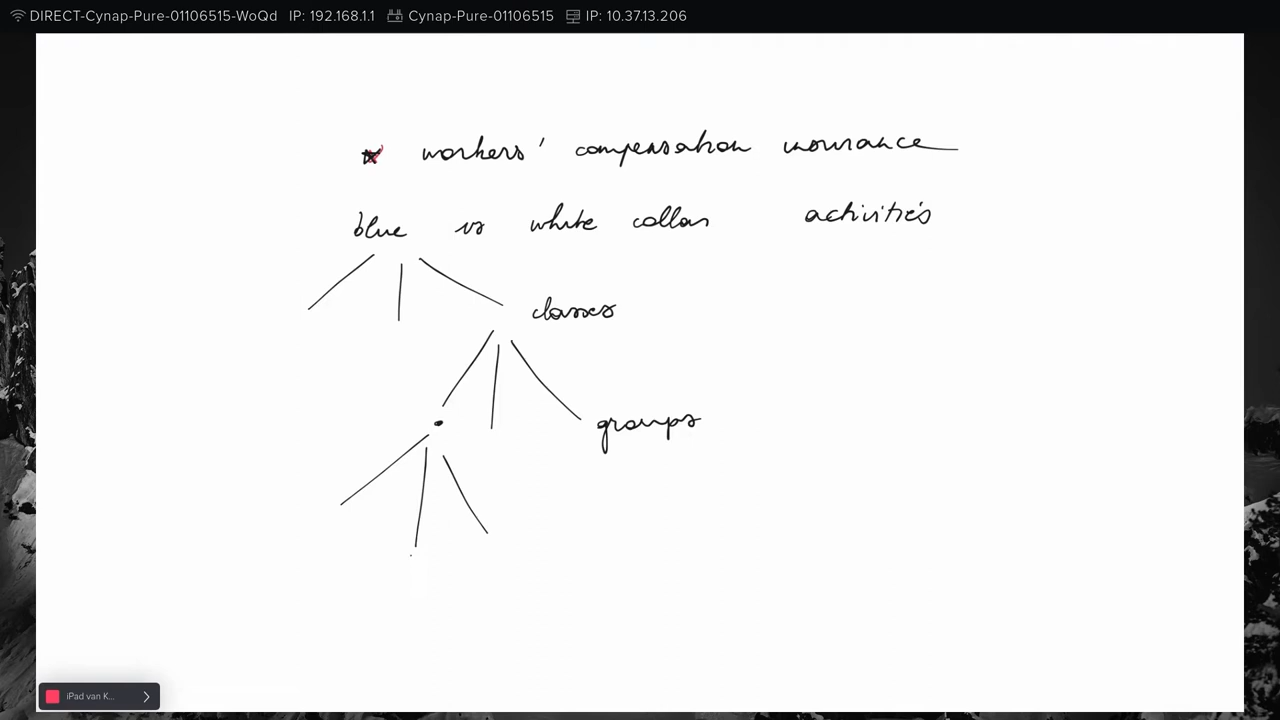 DIRECT-Cynap-Pure-01106515-WoQd IP: 192.168.1.1 Cynap-Pure-01106515 IP: 10.37.13.206
workers' compensation insurance
blue vs white collar activities
classes
groups
iPad van K...